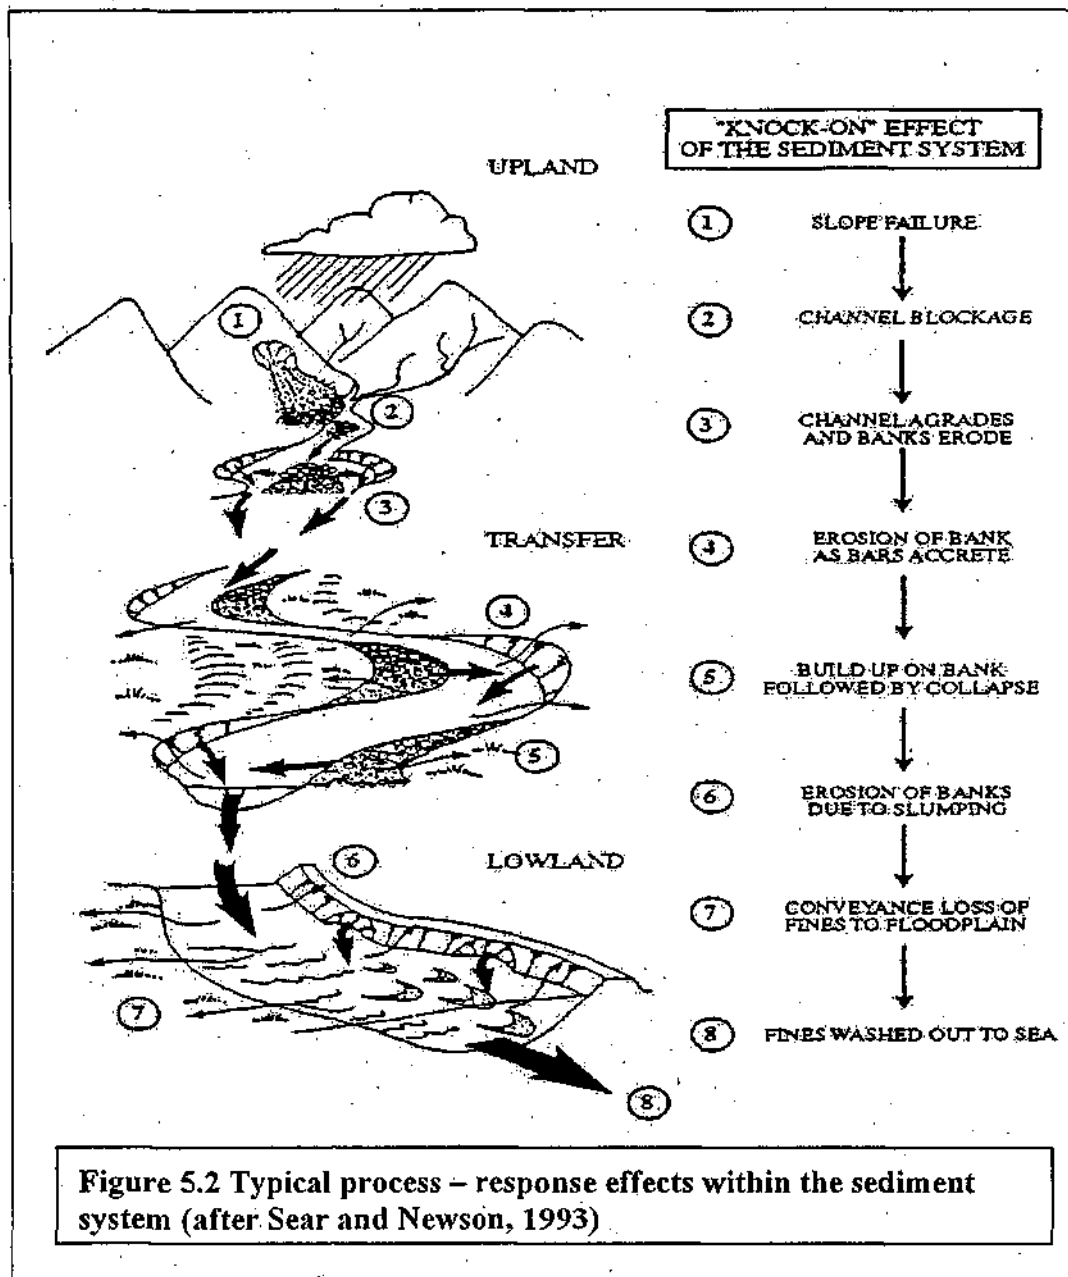 "KNOCK-ON" EFFECT
OF THE SEDIMENT SYSTEM
UPLAND
1 SLOPE FAILURE
2 CHANNEL BLOCKAGE
3 CHANNEL AGRADES
AND BANKS ERODE
TRANSFER
4 EROSION OF BANK
AS BARS ACCRETE
5 BUILD UP ON BANK
FOLLOWED BY COLLAPSE
6 EROSION OF BANKS
DUE TO SLUMPING
LOWLAND
7 CONVEYANCE LOSS OF
FINES TO FLOODPLAIN
8 FINES WASHED OUT TO SEA
1
2
3
4
5
6
7
8
Figure 5.2 Typical process – response effects within the sediment
system (after Sear and Newson, 1993)